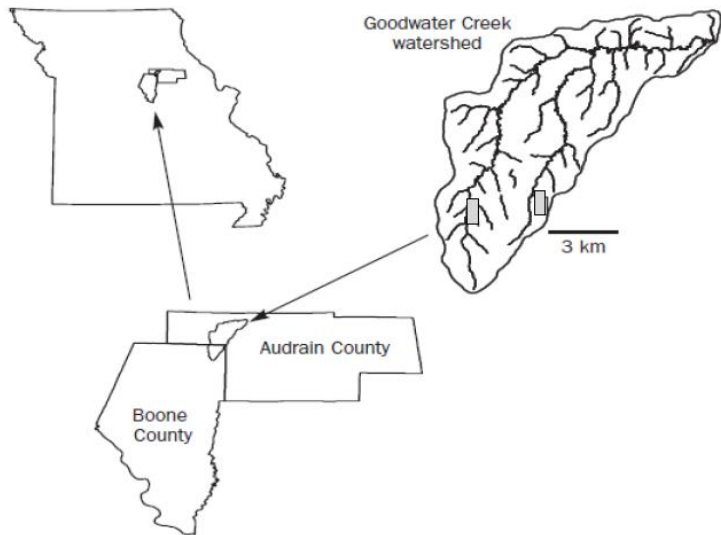 Goodwater Creek
watershed
3 km
Audrain County
Boone
County